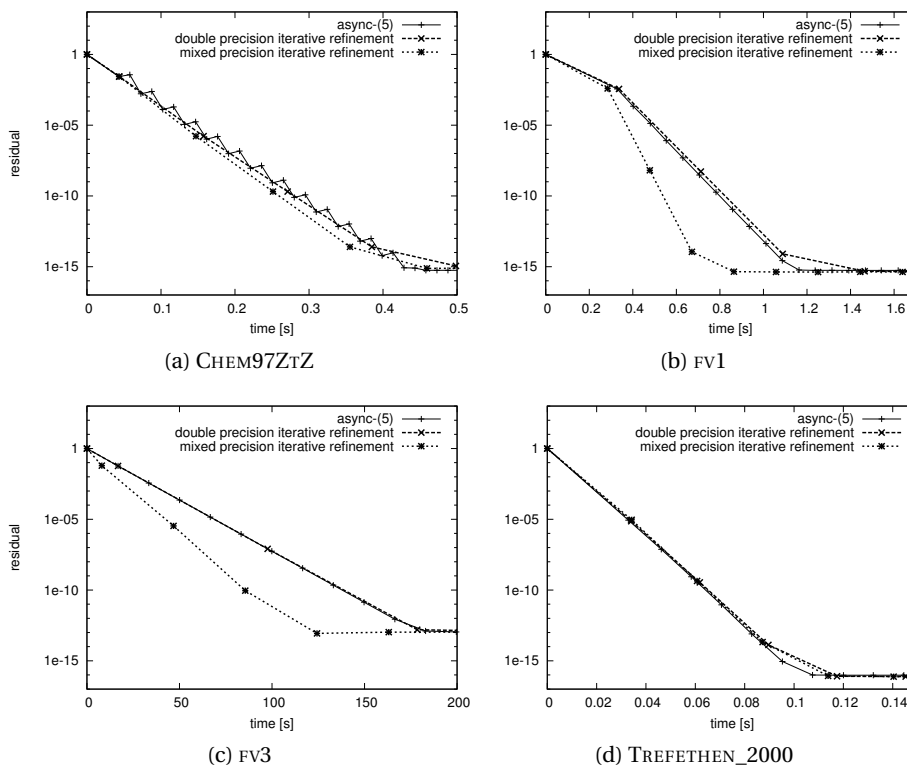 async-(5)
double precision iterative refinement
mixed precision iterative refinement
1
1e-05
1e-10
1e-15
residual
0 0.1 0.2 0.3 0.4 0.5
time [s]
(a) CHEM97ZTZ
async-(5)
double precision iterative refinement
mixed precision iterative refinement
1
1e-05
1e-10
1e-15
residual
0 0.2 0.4 0.6 0.8 1 1.2 1.4 1.6
time [s]
(b) FV1
async-(5)
double precision iterative refinement
mixed precision iterative refinement
1
1e-05
1e-10
1e-15
residual
0 50 100 150 200
time [s]
(c) FV3
async-(5)
double precision iterative refinement
mixed precision iterative refinement
1
1e-05
1e-10
1e-15
residual
0 0.02 0.04 0.06 0.08 0.1 0.12 0.14
time [s]
(d) TREFETHEN_2000